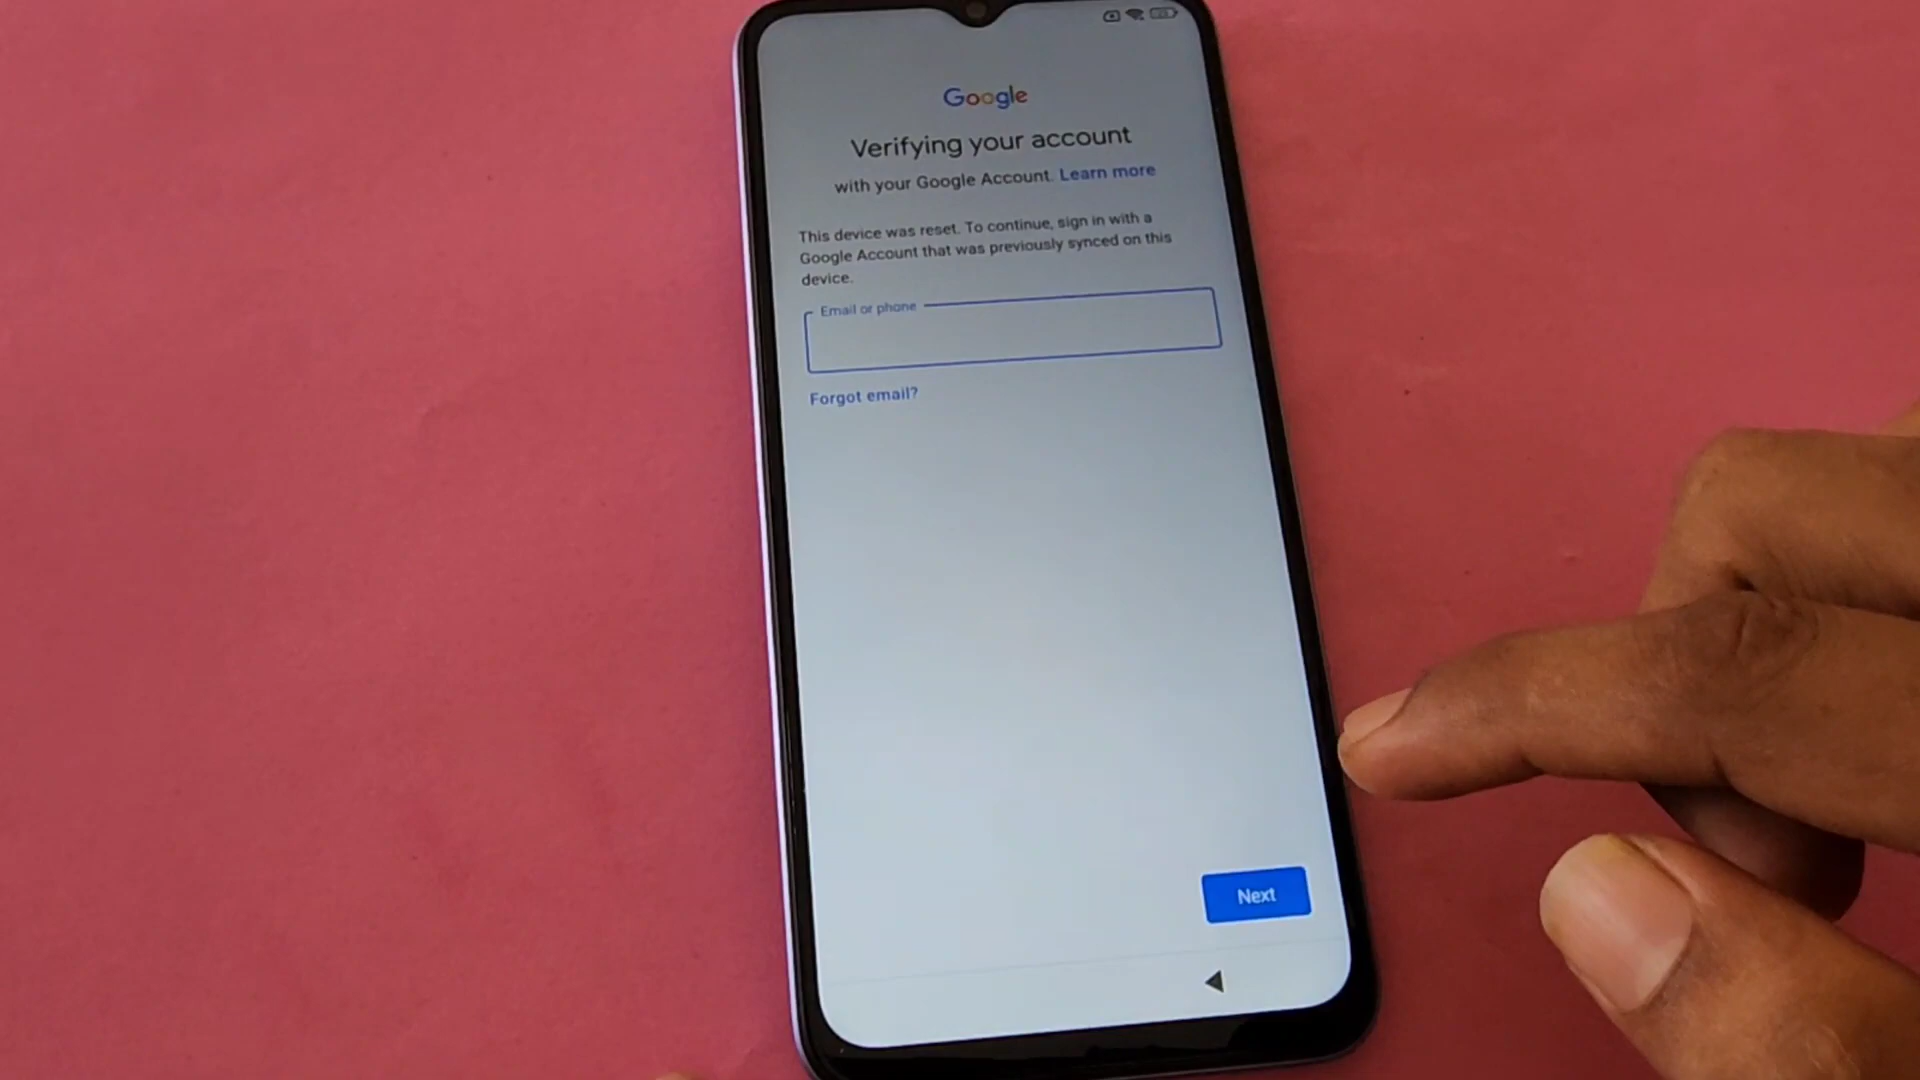 Google
Verifying your account
with your Google Account. Learn more
This device was reset. To continue, sign in with a
Google Account that was previously synced on this
device.
Email or phone
Forgot email?
Next